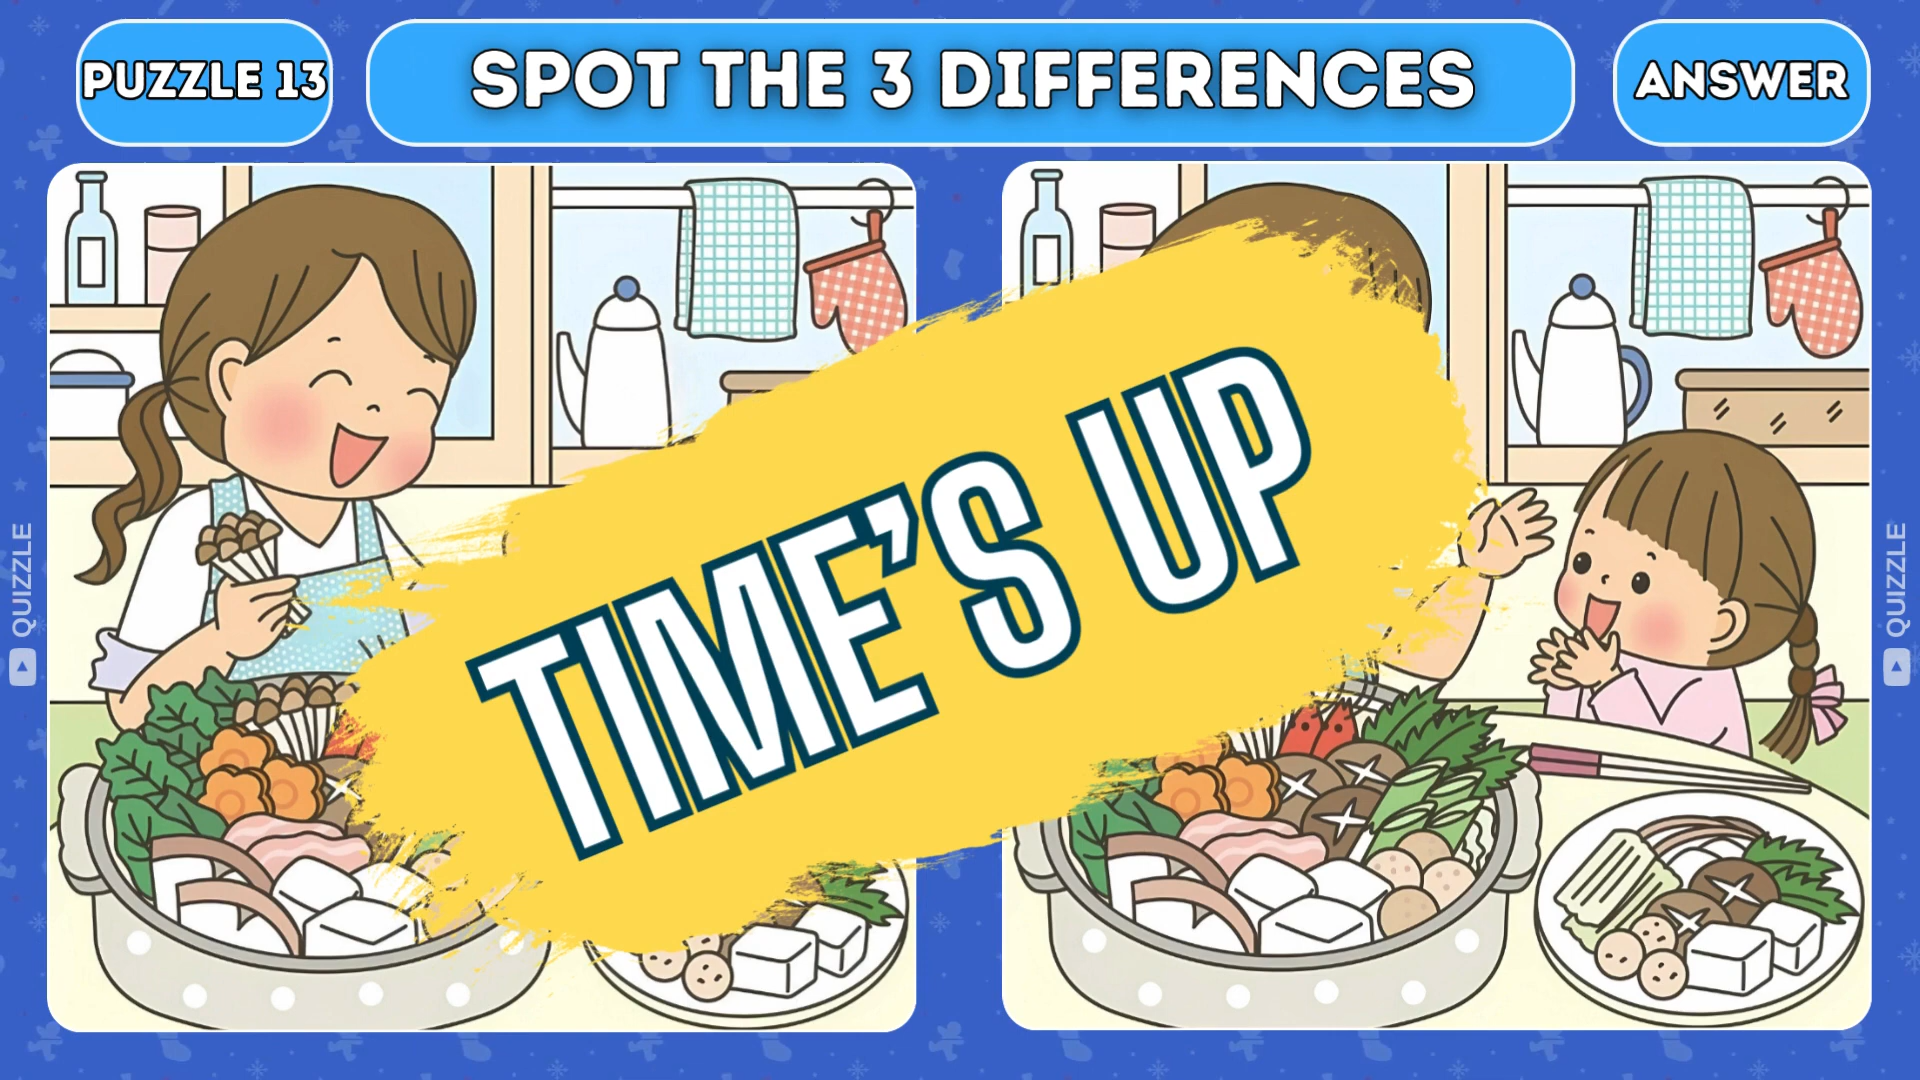 PUZZLE 13
SPOT THE 3 DIFFERENCES
ANSWER
TIME'S UP
QUIZZLE
QUIZZLE